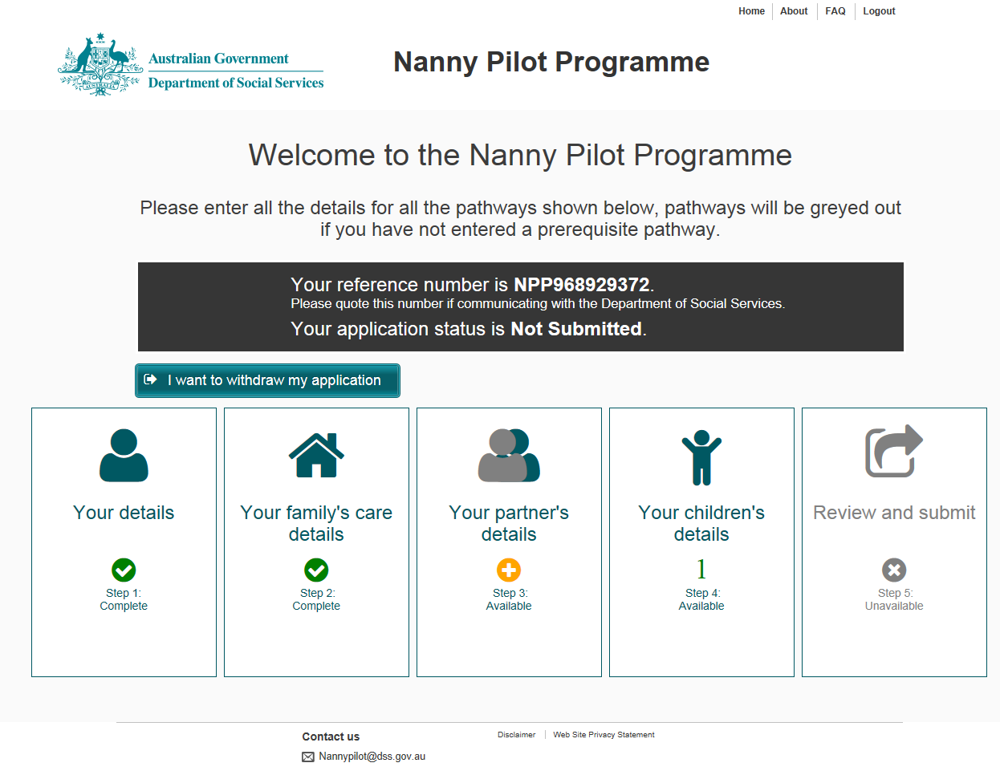 Home About FAQ Logout
Australian Government
Department of Social Services
AUSTRALIA
Nanny Pilot Programme
Welcome to the Nanny Pilot Programme
Please enter all the details for all the pathways shown below, pathways will be greyed out
if you have not entered a prerequisite pathway.
Your reference number is NPP968929372.
Please quote this number if communicating with the Department of Social Services.
Your application status is Not Submitted.
I want to withdraw my application
Your details
Step 1:
Complete
Your family's care
details
Step 2:
Complete
Your partner's
details
Step 3:
Available
Your children's
details
1
Step 4:
Available
Review and submit
Step 5:
Unavailable
Contact us
Nannypilot@dss.gov.au
Disclaimer Web Site Privacy Statement